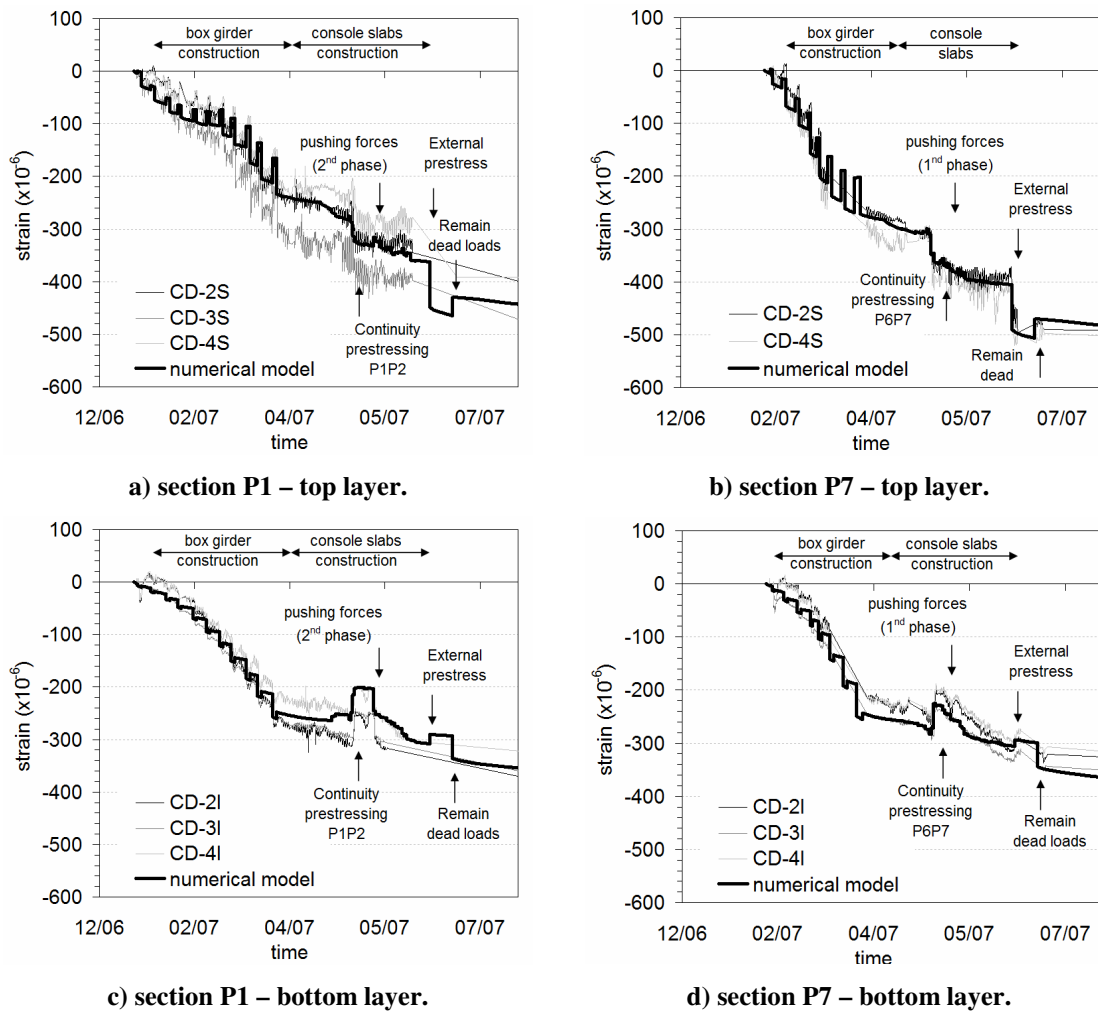 100
0
-100
-200
-300
-400
-500
-600
strain (x10⁻⁶)
box girder
construction
console slabs
construction
pushing forces
(2nd phase)
External
prestress
Remain
dead loads
Continuity
prestressing
P1P2
CD-2S
CD-3S
CD-4S
numerical model
12/06
02/07
04/07
05/07
07/07
time
a) section P1 – top layer.
100
0
-100
-200
-300
-400
-500
-600
strain (x10⁻⁶)
box girder
construction
console
slabs
pushing forces
(1nd phase)
External
prestress
Continuity
prestressing
P6P7
Remain
dead
CD-2S
CD-4S
numerical model
12/06
02/07
04/07
05/07
07/07
time
b) section P7 – top layer.
100
0
-100
-200
-300
-400
-500
-600
strain (x10⁻⁶)
box girder
construction
console slabs
construction
pushing forces
(2nd phase)
External
prestress
Continuity
prestressing
P1P2
Remain
dead loads
CD-2I
CD-3I
CD-4I
numerical model
12/06
02/07
04/07
05/07
07/07
time
c) section P1 – bottom layer.
100
0
-100
-200
-300
-400
-500
-600
strain (x10⁻⁶)
box girder
construction
console slabs
construction
pushing forces
(1nd phase)
External
prestress
Continuity
prestressing
P6P7
Remain
dead loads
CD-2I
CD-3I
CD-4I
numerical model
12/06
02/07
04/07
05/07
07/07
time
d) section P7 – bottom layer.